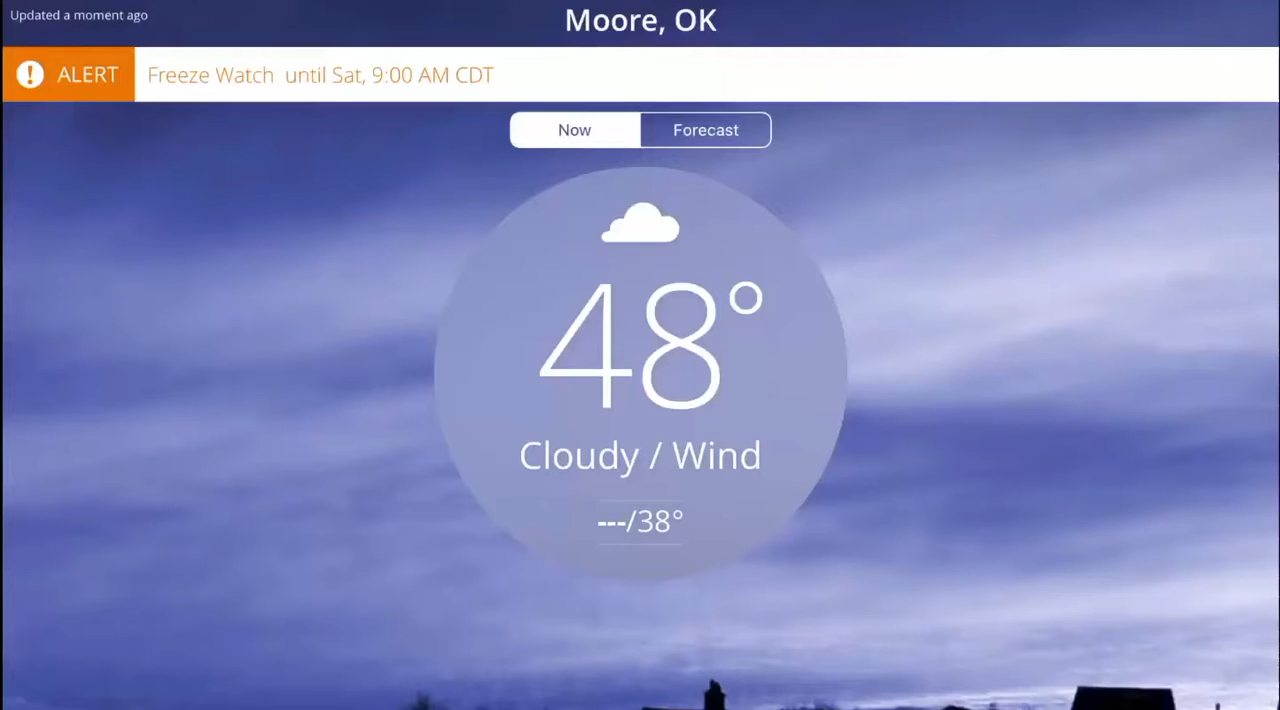 Updated a moment ago
Moore, OK
ALERT
Freeze Watch until Sat, 9:00 AM CDT
Now
Forecast
48°
Cloudy / Wind
---/38°